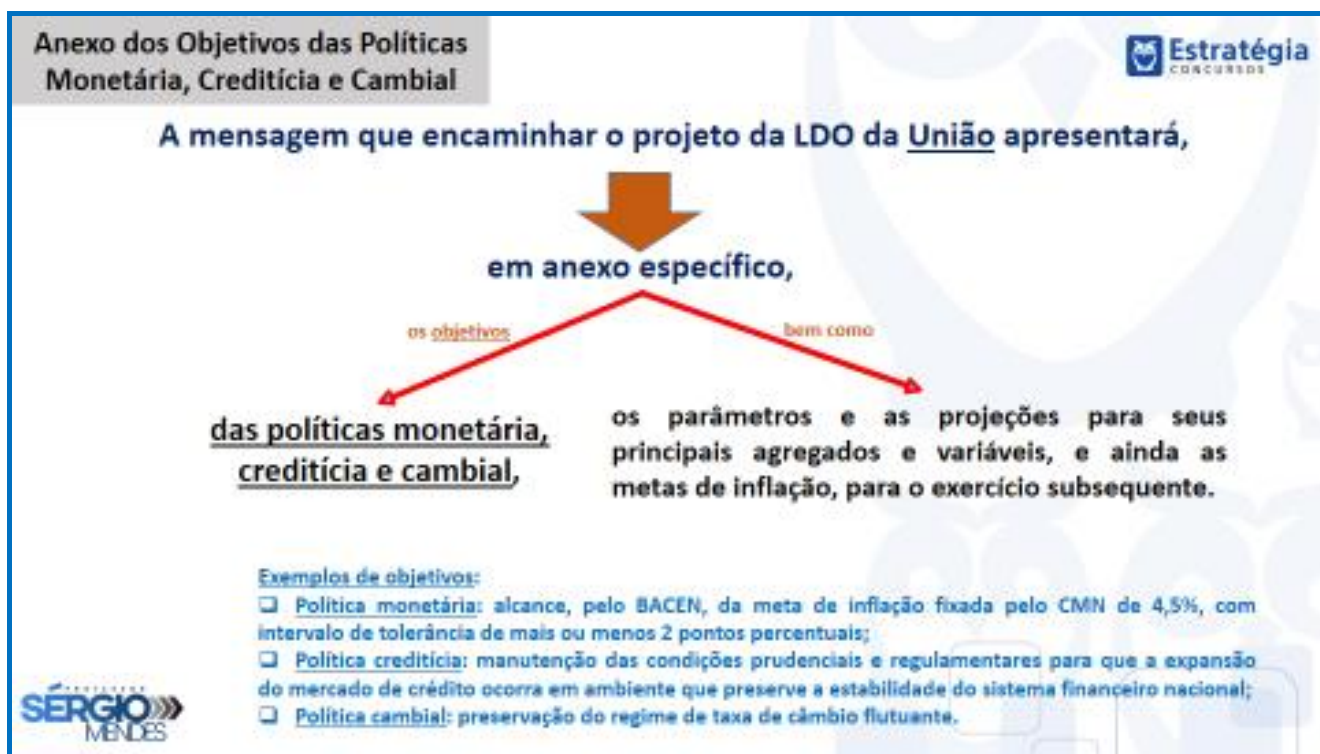 Anexo dos Objetivos das Políticas
Monetária, Creditícia e Cambial
Estratégia
CONCURSOS
A mensagem que encaminhar o projeto da LDO da União apresentará,
em anexo específico,
os objetivos
bem como
das políticas monetária,
creditícia e cambial,
os parâmetros e as projeções para seus
principais agregados e variáveis, e ainda as
metas de inflação, para o exercício subsequente.
Exemplos de objetivos:
❑ Política monetária: alcance, pelo BACEN, da meta de inflação fixada pelo CMN de 4,5%, com
intervalo de tolerância de mais ou menos 2 pontos percentuais;
❑ Política creditícia: manutenção das condições prudenciais e regulamentares para que a expansão
do mercado de crédito ocorra em ambiente que preserve a estabilidade do sistema financeiro nacional;
❑ Política cambial: preservação do regime de taxa de câmbio flutuante.
PROFESSOR
SÉRGIO
MENDES